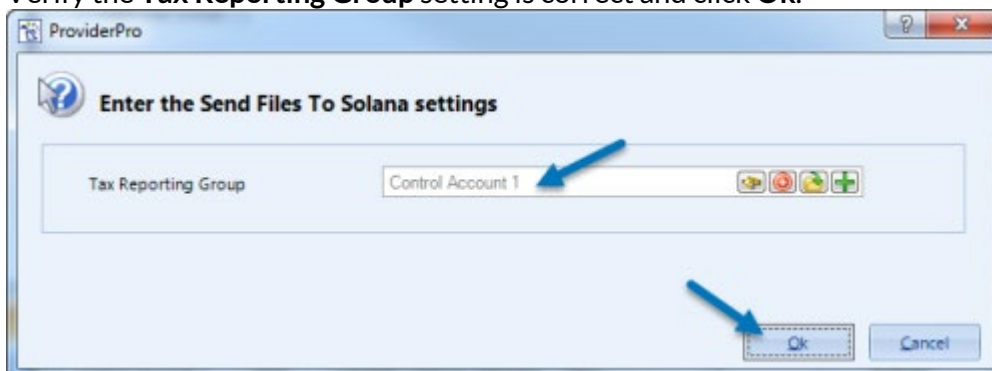 Verify the Tax Reporting Group setting is correct and click Ok.
ProviderPro
Enter the Send Files To Solana settings
Tax Reporting Group
Control Account 1
Ok
Cancel